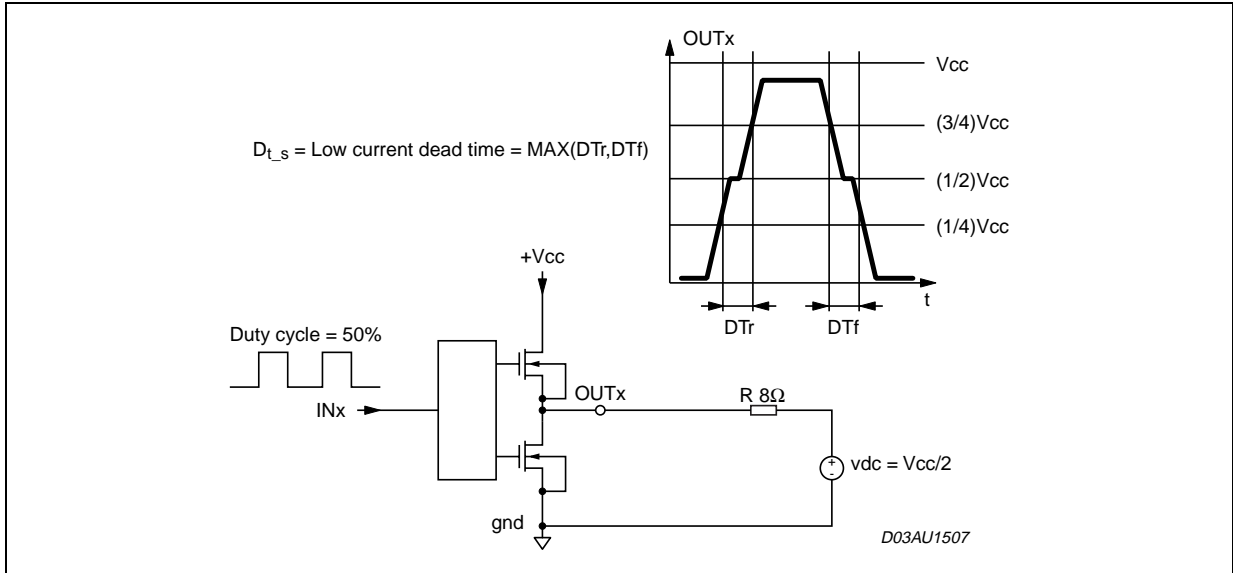 OUTx
Vcc
(3/4)Vcc
Dt_s = Low current dead time = MAX(DTr,DTf)
(1/2)Vcc
(1/4)Vcc
+Vcc
t
DTr
DTf
Duty cycle = 50%
OUTx
R 8Ω
INx
+
-
vdc = Vcc/2
gnd
D03AU1507